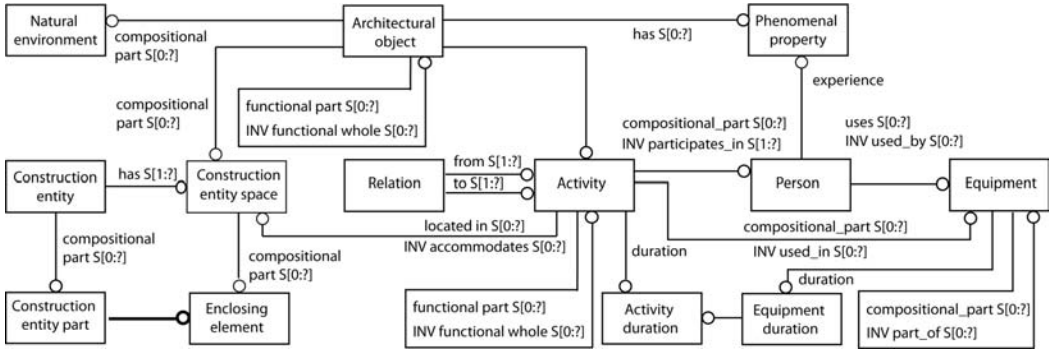 Natural
environment
compositional
part S[0:?]
Architectural
object
has S[0:?]
Phenomenal
property
compositional
part S[0:?]
functional part S[0:?]
INV functional whole S[0:?]
experience
compositional_part S[0:?]
INV participates_in S[1:?]
uses S[0:?]
INV used_by S[0:?]
Construction
entity
has S[1:?]
Construction
entity space
Relation
from S[1:?]
to S[1:?]
Activity
Person
Equipment
located in S[0:?]
INV accommodates S[0:?]
compositional_part S[0:?]
INV used_in S[0:?]
compositional
part S[0:?]
compositional
part S[0:?]
duration
duration
Construction
entity part
Enclosing
element
functional part S[0:?]
INV functional whole S[0:?]
Activity
duration
Equipment
duration
compositional_part S[0:?]
INV part_of S[0:?]